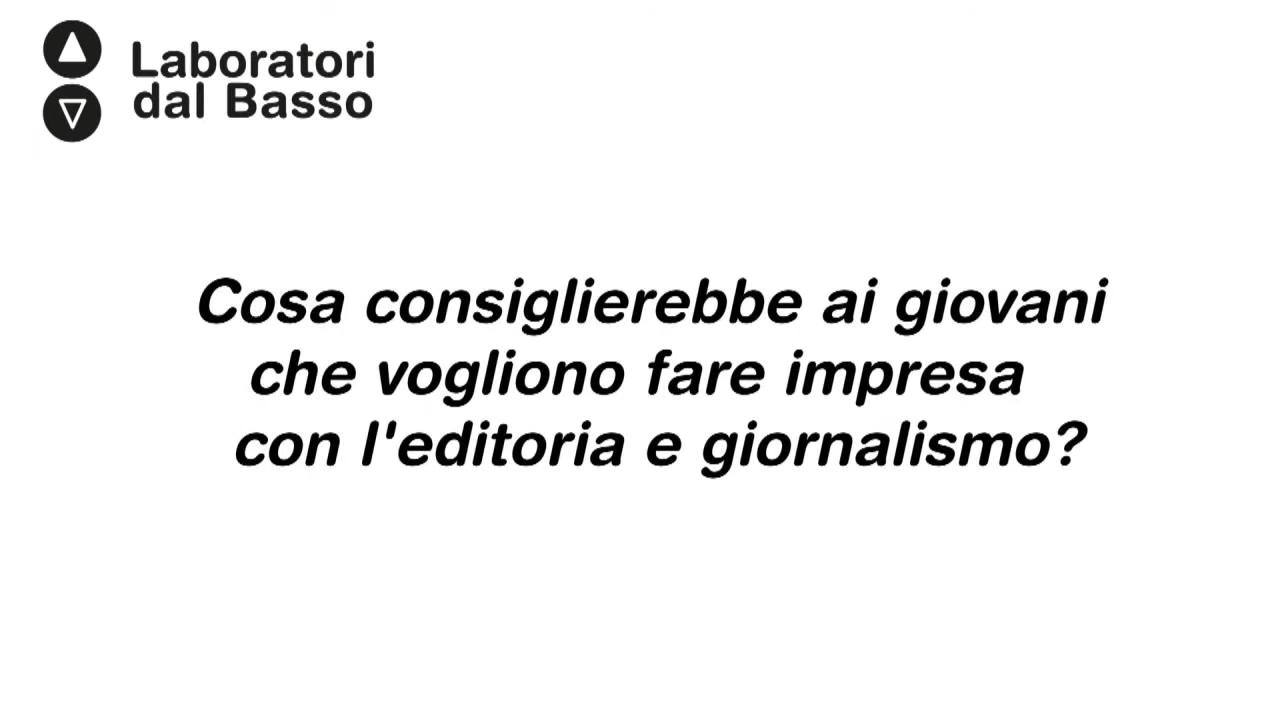 Laboratori
dal Basso
Cosa consiglierebbe ai giovani
che vogliono fare impresa
con l'editoria e giornalismo?